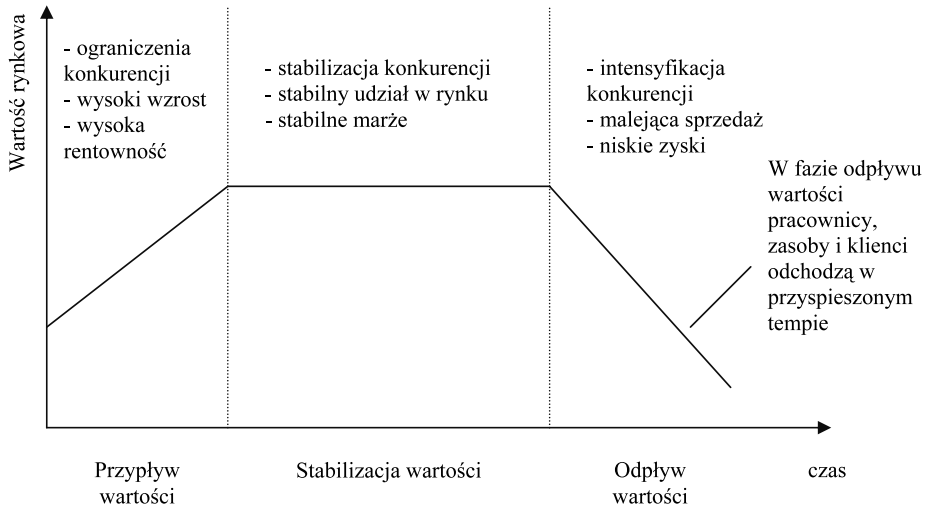 Wartość rynkowa
- ograniczenia
konkurencji
- wysoki wzrost
- wysoka
rentowność
- stabilizacja konkurencji
- stabilny udział w rynku
- stabilne marże
- intensyfikacja
konkurencji
- malejąca sprzedaż
- niskie zyski
W fazie odpływu
wartości
pracownicy,
zasoby i klienci
odchodzą w
przyspieszonym
tempie
Przypływ
wartości
Stabilizacja wartości
Odpływ
wartości
czas